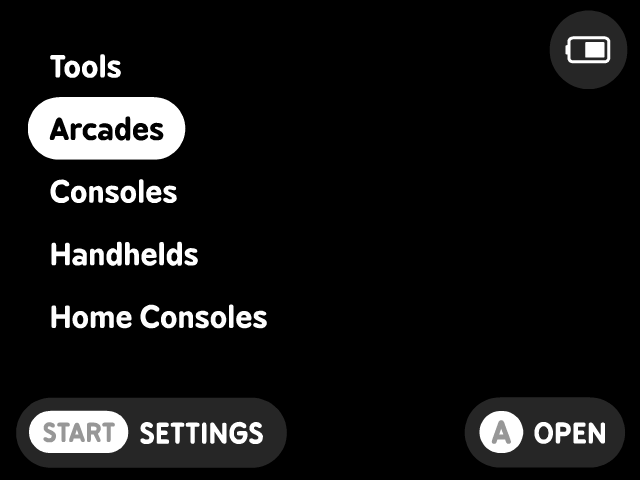 Tools
Arcades
Consoles
Handhelds
Home Consoles
START SETTINGS
A OPEN